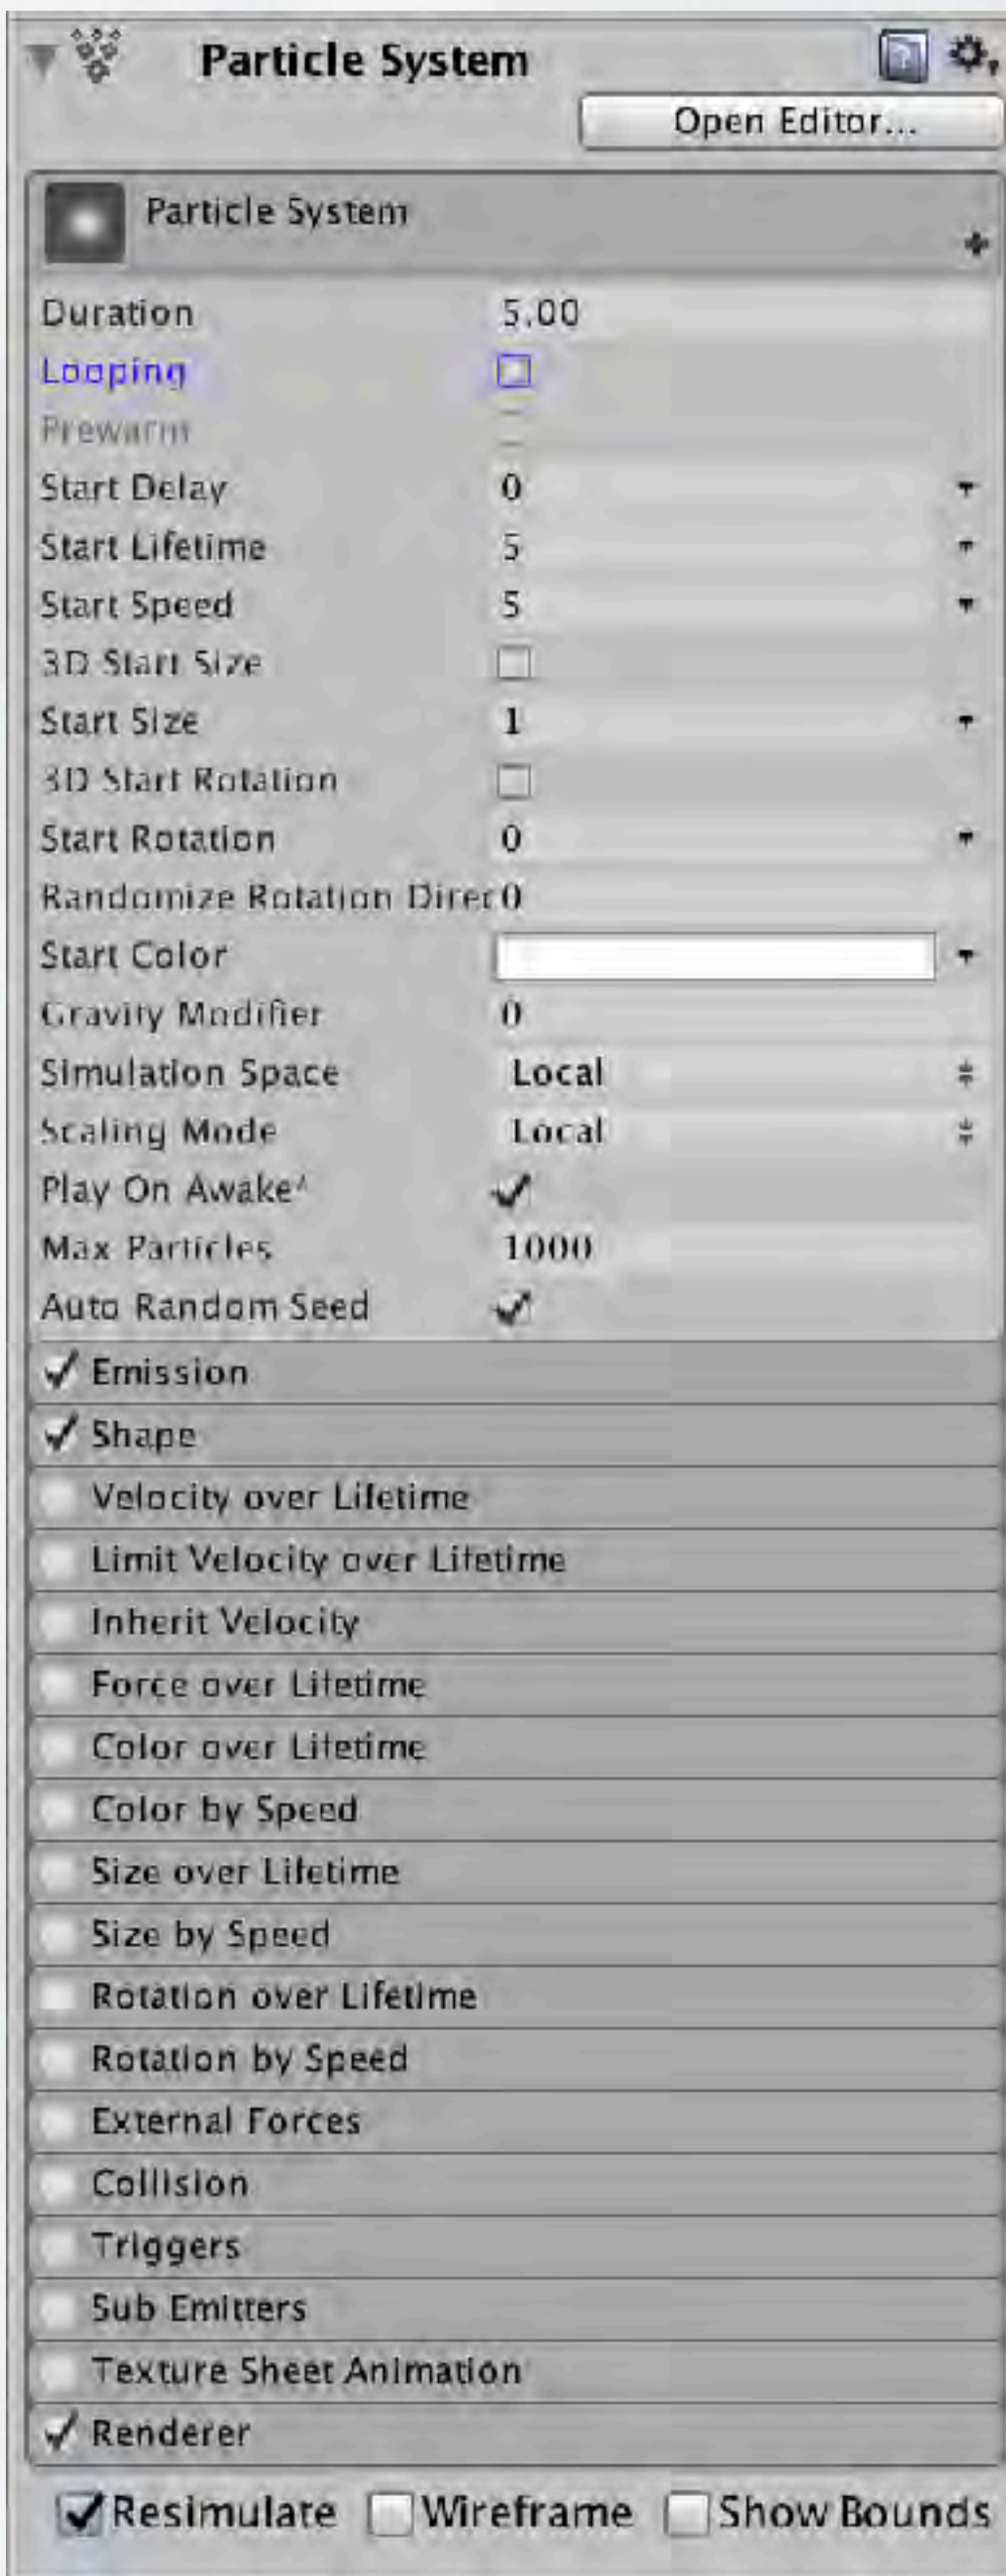 Particle System
Open Editor...
Particle System
Duration 5.00
Looping
Prewarm
Start Delay 0
Start Lifetime 5
Start Speed 5
3D Start Size
Start Size 1
3D Start Rotation
Start Rotation 0
Randomize Rotation Direc 0
Start Color
Gravity Modifier 0
Simulation Space Local
Scaling Mode Local
Play On Awake*
Max Particles 1000
Auto Random Seed
Emission
Shape
Velocity over Lifetime
Limit Velocity over Lifetime
Inherit Velocity
Force over Lifetime
Color over Lifetime
Color by Speed
Size over Lifetime
Size by Speed
Rotation over Lifetime
Rotation by Speed
External Forces
Collision
Triggers
Sub Emitters
Texture Sheet Animation
Renderer
Resimulate Wireframe Show Bounds